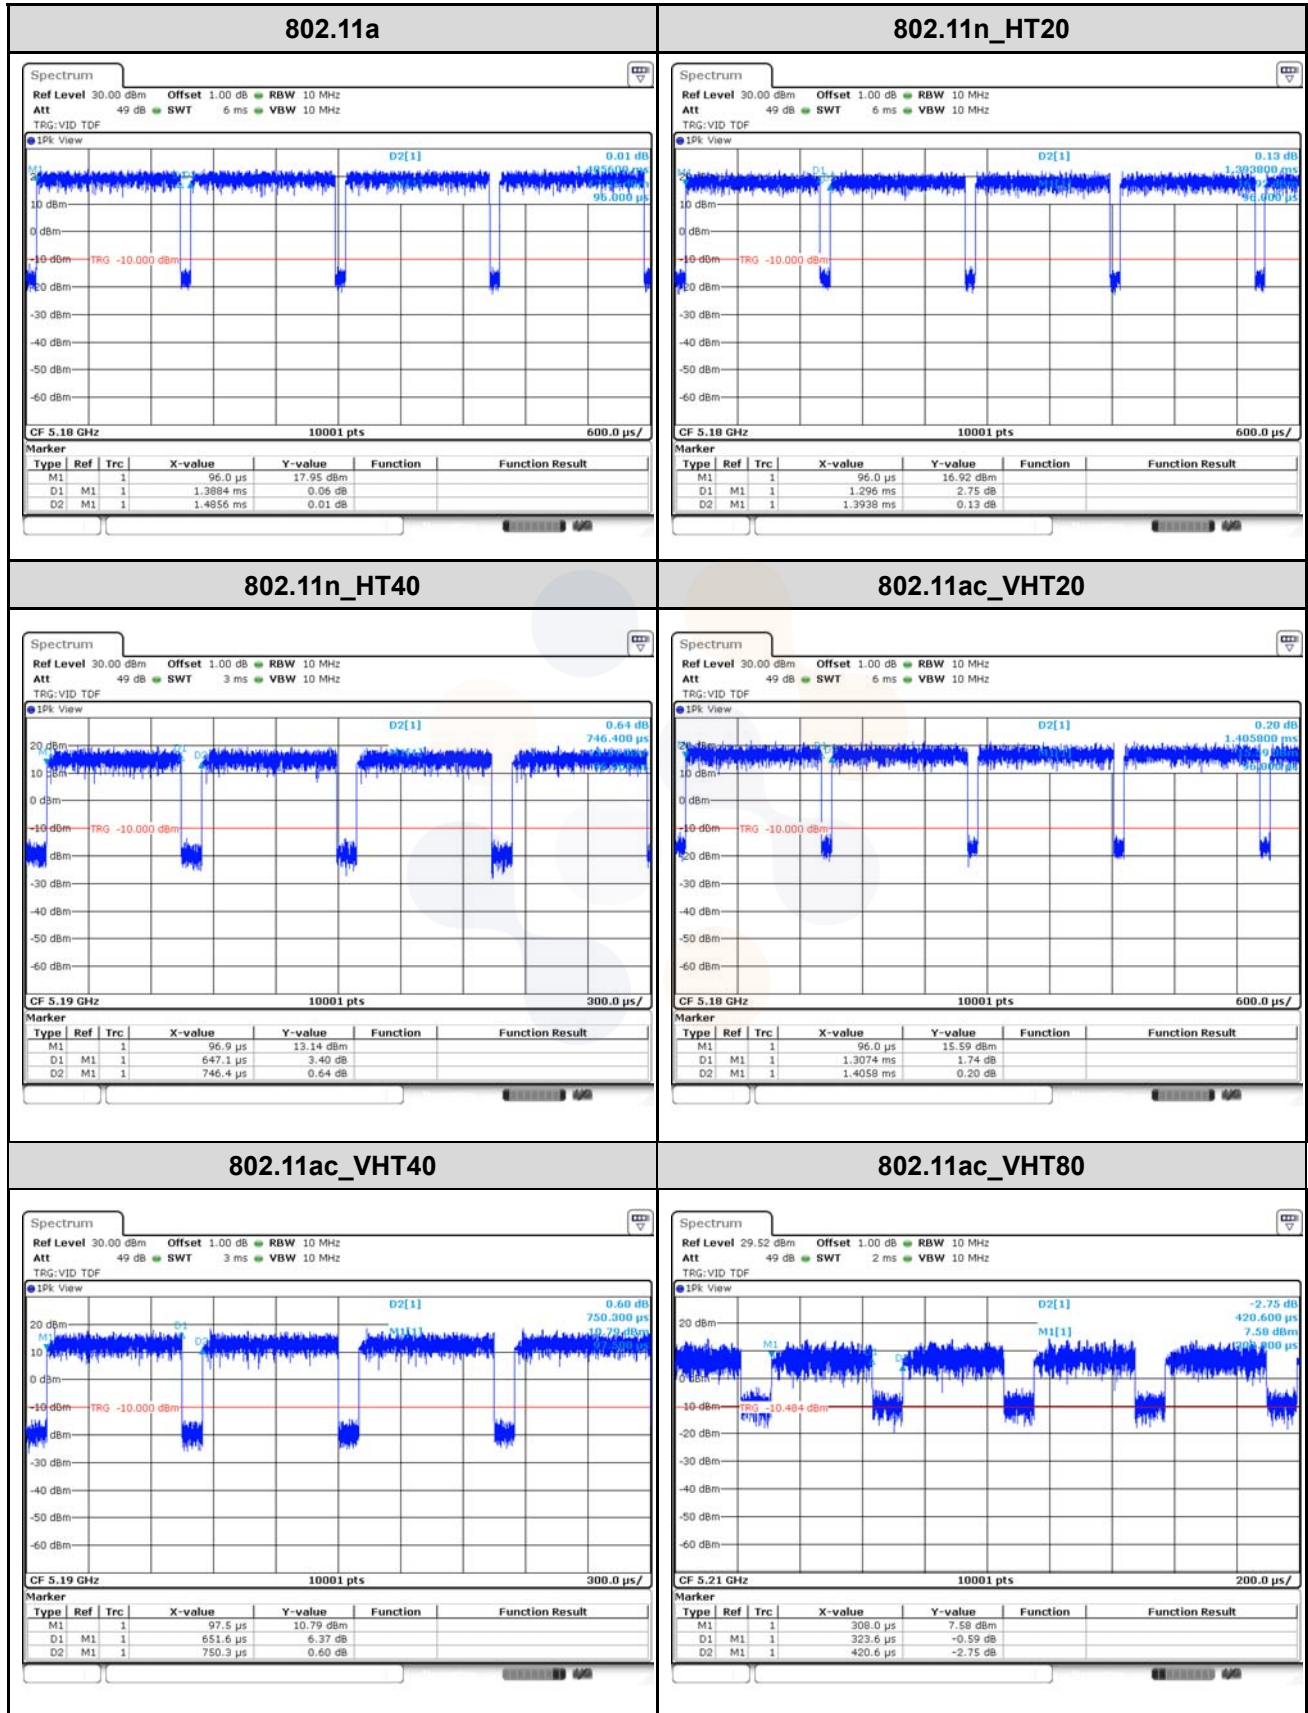 802.11a
802.11n_HT20
Spectrum
Ref Level 30.00 dBm Offset 1.00 dB RBW 10 MHz
Att 49 dB SWT 6 ms VBW 10 MHz
TRG:VID TDF
1Pk View
D2[1] 0.01 dB
96.000 µs
10 dBm
0 dBm
-10 dBm
TRG -10.000 dBm
-20 dBm
-30 dBm
-40 dBm
-50 dBm
-60 dBm
CF 5.18 GHz 10001 pts 600.0 µs/
Marker
Type Ref Trc X-value Y-value Function Function Result
M1 1 96.0 µs 17.95 dBm
D1 M1 1 1.3884 ms 0.06 dB
D2 M1 1 1.4856 ms 0.01 dB
Spectrum
Ref Level 30.00 dBm Offset 1.00 dB RBW 10 MHz
Att 49 dB SWT 6 ms VBW 10 MHz
TRG:VID TDF
1Pk View
D2[1] 0.13 dB
1.393800 ms
96.000 µs
10 dBm
0 dBm
-10 dBm
TRG -10.000 dBm
-20 dBm
-30 dBm
-40 dBm
-50 dBm
-60 dBm
CF 5.18 GHz 10001 pts 600.0 µs/
Marker
Type Ref Trc X-value Y-value Function Function Result
M1 1 96.0 µs 16.92 dBm
D1 M1 1 1.296 ms 2.75 dB
D2 M1 1 1.3938 ms 0.13 dB
802.11n_HT40
802.11ac_VHT20
Spectrum
Ref Level 30.00 dBm Offset 1.00 dB RBW 10 MHz
Att 49 dB SWT 3 ms VBW 10 MHz
TRG:VID TDF
1Pk View
D2[1] 0.64 dB
746.400 µs
20 dBm
10 dBm
0 dBm
-10 dBm
TRG -10.000 dBm
dBm
-30 dBm
-40 dBm
-50 dBm
-60 dBm
CF 5.19 GHz 10001 pts 300.0 µs/
Marker
Type Ref Trc X-value Y-value Function Function Result
M1 1 96.9 µs 13.14 dBm
D1 M1 1 647.1 µs 3.40 dB
D2 M1 1 746.4 µs 0.64 dB
Spectrum
Ref Level 30.00 dBm Offset 1.00 dB RBW 10 MHz
Att 49 dB SWT 6 ms VBW 10 MHz
TRG:VID TDF
1Pk View
D2[1] 0.20 dB
1.405800 ms
96.000 µs
10 dBm
0 dBm
-10 dBm
TRG -10.000 dBm
-20 dBm
-30 dBm
-40 dBm
-50 dBm
-60 dBm
CF 5.18 GHz 10001 pts 600.0 µs/
Marker
Type Ref Trc X-value Y-value Function Function Result
M1 1 96.0 µs 15.59 dBm
D1 M1 1 1.3074 ms 1.74 dB
D2 M1 1 1.4058 ms 0.20 dB
802.11ac_VHT40
802.11ac_VHT80
Spectrum
Ref Level 30.00 dBm Offset 1.00 dB RBW 10 MHz
Att 49 dB SWT 3 ms VBW 10 MHz
TRG:VID TDF
1Pk View
D2[1] 0.60 dB
750.300 µs
M1[1] 10.79 dBm
20 dBm
10
0 dBm
-10 dBm
TRG -10.000 dBm
dBm
-30 dBm
-40 dBm
-50 dBm
-60 dBm
CF 5.19 GHz 10001 pts 300.0 µs/
Marker
Type Ref Trc X-value Y-value Function Function Result
M1 1 97.5 µs 10.79 dBm
D1 M1 1 651.6 µs 6.37 dB
D2 M1 1 750.3 µs 0.60 dB
Spectrum
Ref Level 29.52 dBm Offset 1.00 dB RBW 10 MHz
Att 49 dB SWT 2 ms VBW 10 MHz
TRG:VID TDF
1Pk View
D2[1] -2.75 dB
420.600 µs
M1[1] 7.58 dBm
20 dBm
M1
0 dBm
-10 dBm
TRG -10.484 dBm
-20 dBm
-30 dBm
-40 dBm
-50 dBm
-60 dBm
CF 5.21 GHz 10001 pts 200.0 µs/
Marker
Type Ref Trc X-value Y-value Function Function Result
M1 1 308.0 µs 7.58 dBm
D1 M1 1 323.6 µs -0.59 dB
D2 M1 1 420.6 µs -2.75 dB